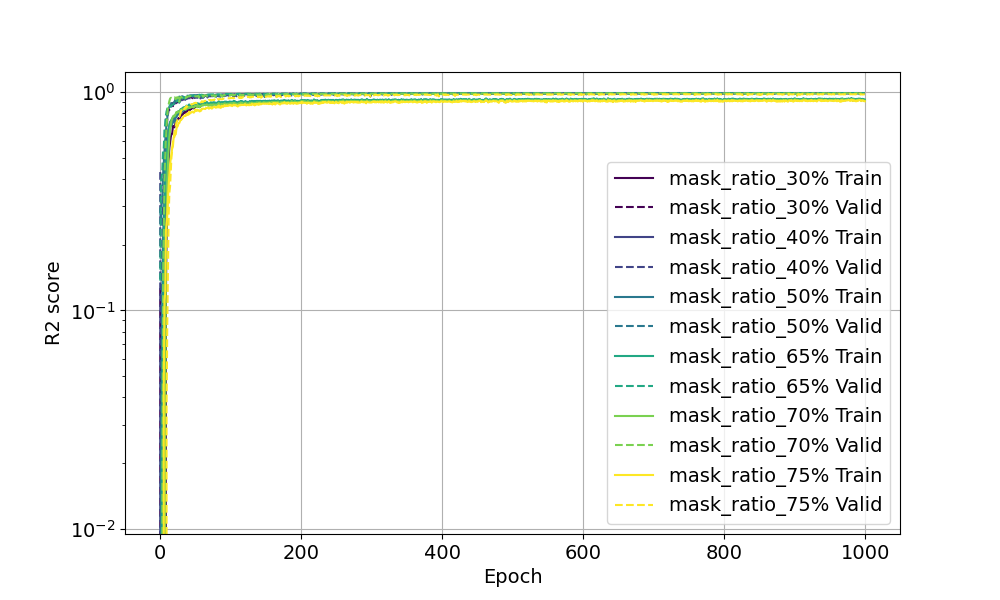 R2 score
10⁰
10⁻¹
10⁻²
mask_ratio_30% Train
mask_ratio_30% Valid
mask_ratio_40% Train
mask_ratio_40% Valid
mask_ratio_50% Train
mask_ratio_50% Valid
mask_ratio_65% Train
mask_ratio_65% Valid
mask_ratio_70% Train
mask_ratio_70% Valid
mask_ratio_75% Train
mask_ratio_75% Valid
0 200 400 600 800 1000
Epoch